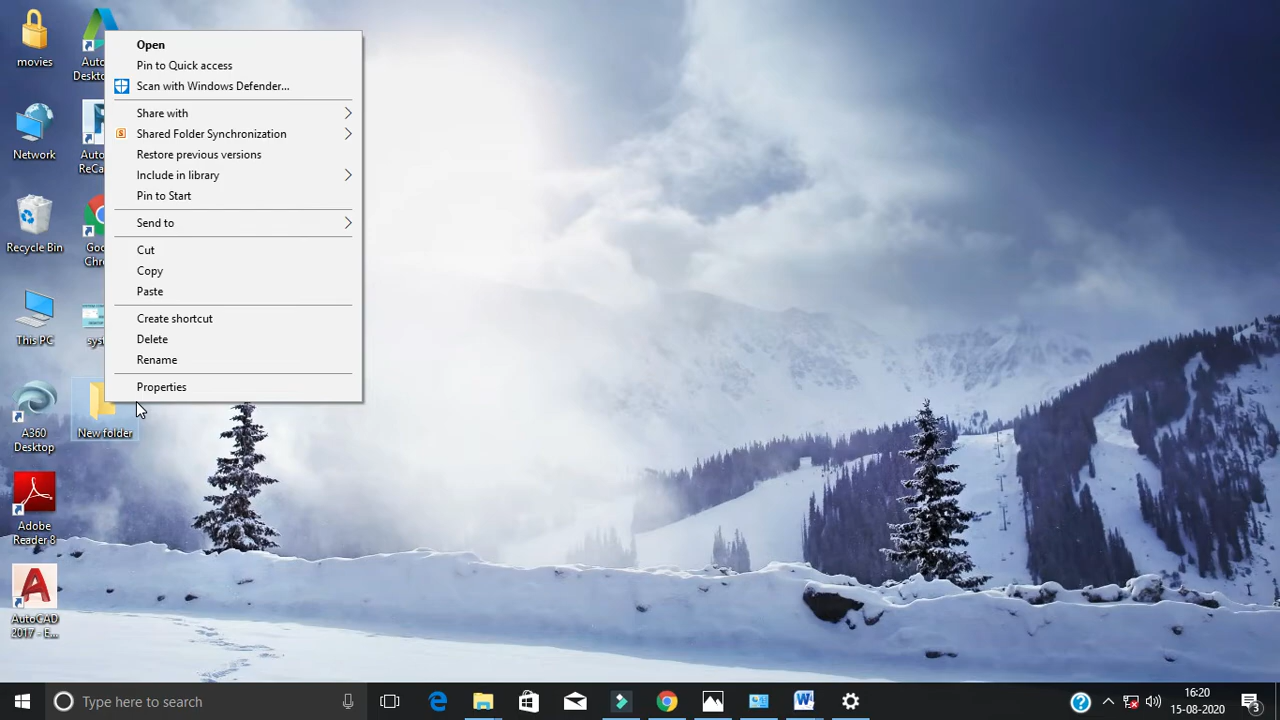 movies
Network
Recycle Bin
This PC
A360
Desktop
Adobe
Reader 8
AutoCAD
2017 - E...
Auto
Desktop
Auto
ReCa
Goo
Chro
sys
New folder
Open
Pin to Quick access
Scan with Windows Defender...
Share with
Shared Folder Synchronization
Restore previous versions
Include in library
Pin to Start
Send to
Cut
Copy
Paste
Create shortcut
Delete
Rename
Properties
Type here to search
16:20
15-08-2020
3